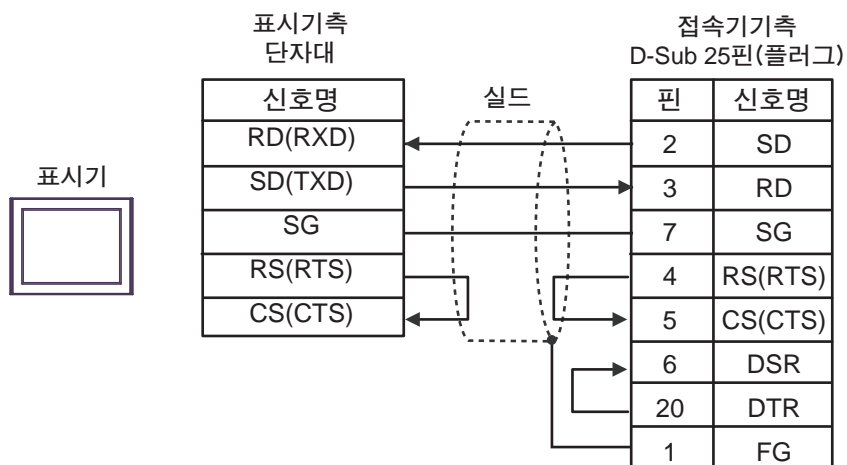 표시기측
단자대
접속기기측
D-Sub 25핀(플러그)
표시기
실드
신호명
RD(RXD)
SD(TXD)
SG
RS(RTS)
CS(CTS)
핀 신호명
2 SD
3 RD
7 SG
4 RS(RTS)
5 CS(CTS)
6 DSR
20 DTR
1 FG